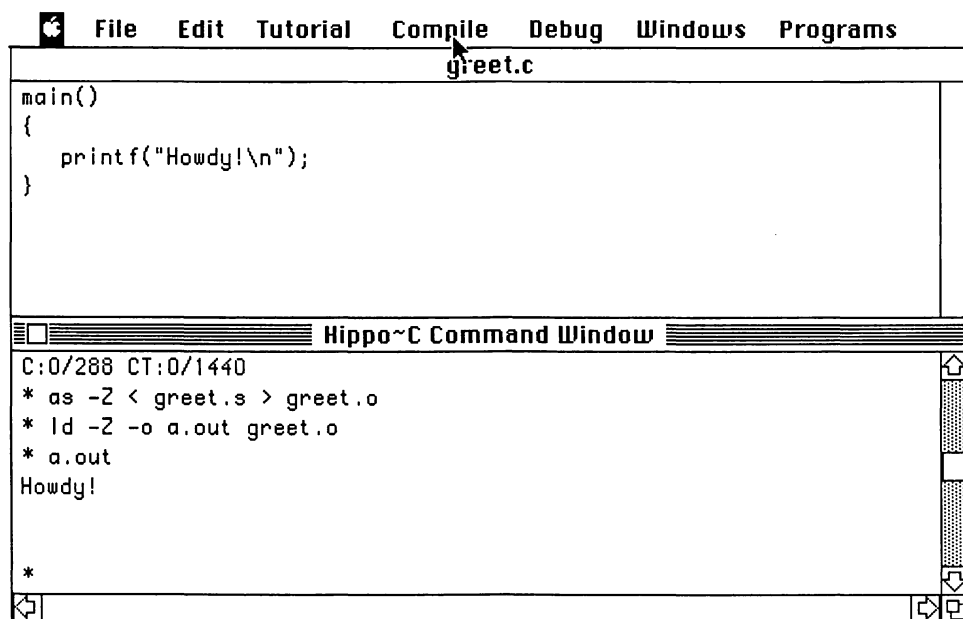 File Edit Tutorial Compile Debug Windows Programs
greet.c
main()
{
printf("Howdy!\n");
}
Hippo~C Command Window
C:0/288 CT:0/1440
* as -Z < greet.s > greet.o
* ld -Z -o a.out greet.o
* a.out
Howdy!
*